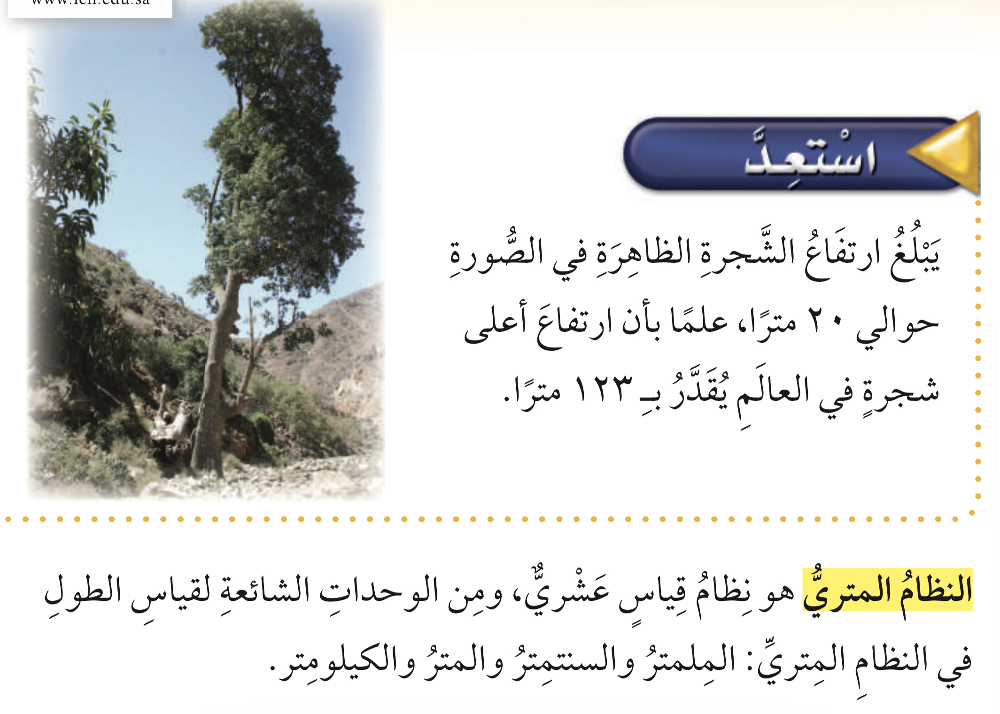 اسْتَعِدَّ
يَبْلُغُ ارتفَاعُ الشَّجرةِ الظاهِرَةِ في الصُّورةِ
حوالي ٢٠ مترًا، علمًا بأن ارتفاعَ أعلى
شجرةٍ في العالَمِ يُقَدَّرُ بـِ ١٢٣ مترًا.
النظامُ المتريُّ هو نِظامُ قِياسٍ عَشْريٌّ، ومِن الوحداتِ الشائعةِ لقياسِ الطولِ
في النظامِ المِتريِّ: المِلمترُ والسنتمِترُ والمترُ والكيلومِتر.